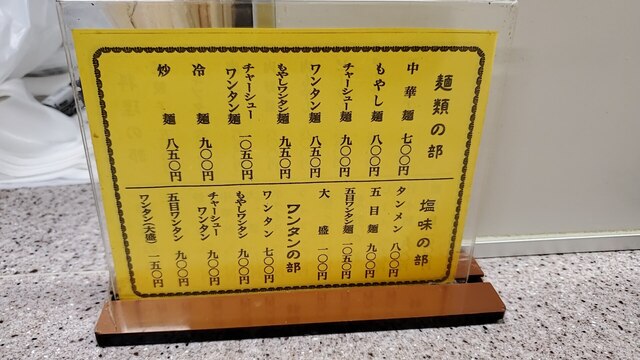 麺類の部
中華麺 七〇〇円
もやし麺 八〇〇円
チャーシュー麺 九〇〇円
ワンタン麺 八五〇円
もやしワンタン麺 九五〇円
チャーシューワンタン麺 一〇五〇円
冷麺 九〇〇円
炒麺 八五〇円
塩味の部
タンメン 八〇〇円
五目麺 九〇〇円
五目ワンタン麺 一〇五〇円
大盛 一〇〇円
ワンタンの部
ワンタン 七〇〇円
もやしワンタン 九〇〇円
チャーシューワンタン 九〇〇円
五目ワンタン 九〇〇円
ワンタン(大盛) 一五〇円